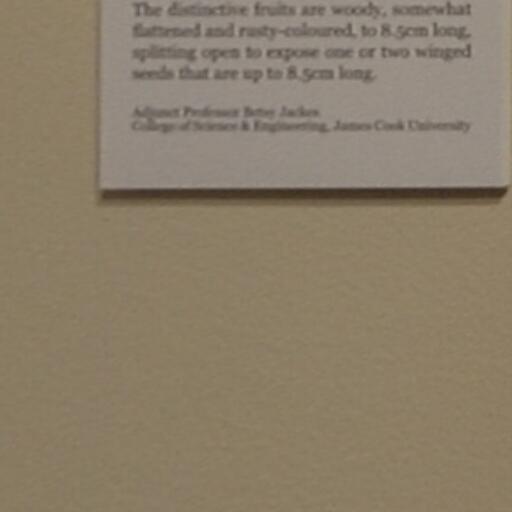 The distinctive fruits are woody, somewhat
flattened and rusty-coloured, to 8.5cm long,
splitting open to expose one or two winged
seeds that are up to 8.5cm long.
Adjunct Professor Betsy Jackes
College of Science & Engineering, James Cook University